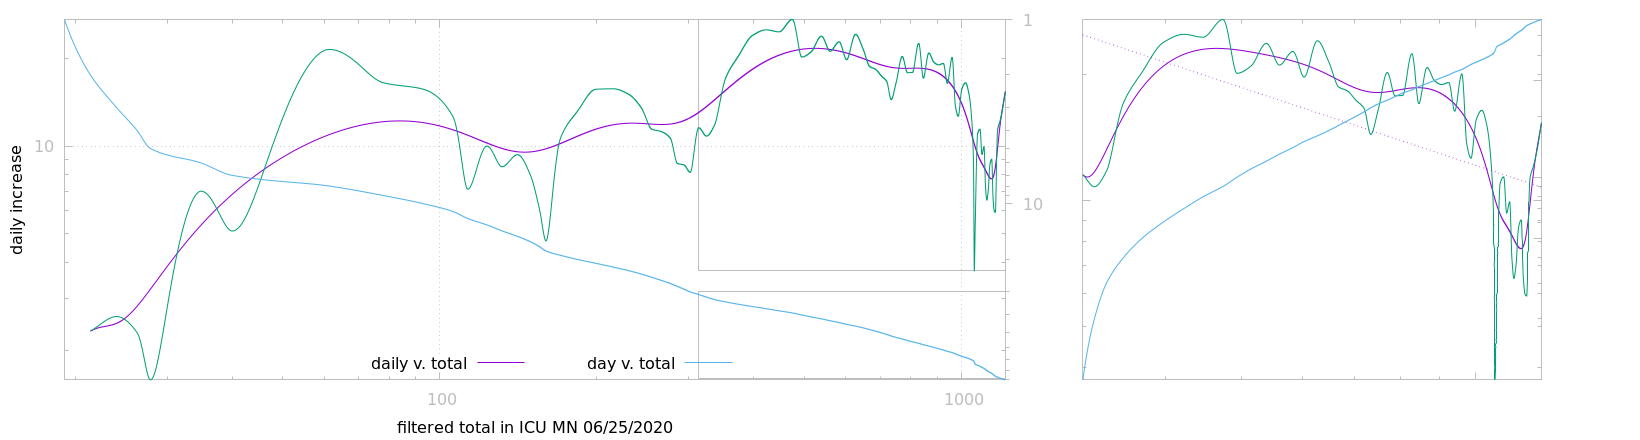 1
10
10
daily increase
daily v. total
day v. total
100
1000
filtered total in ICU MN 06/25/2020